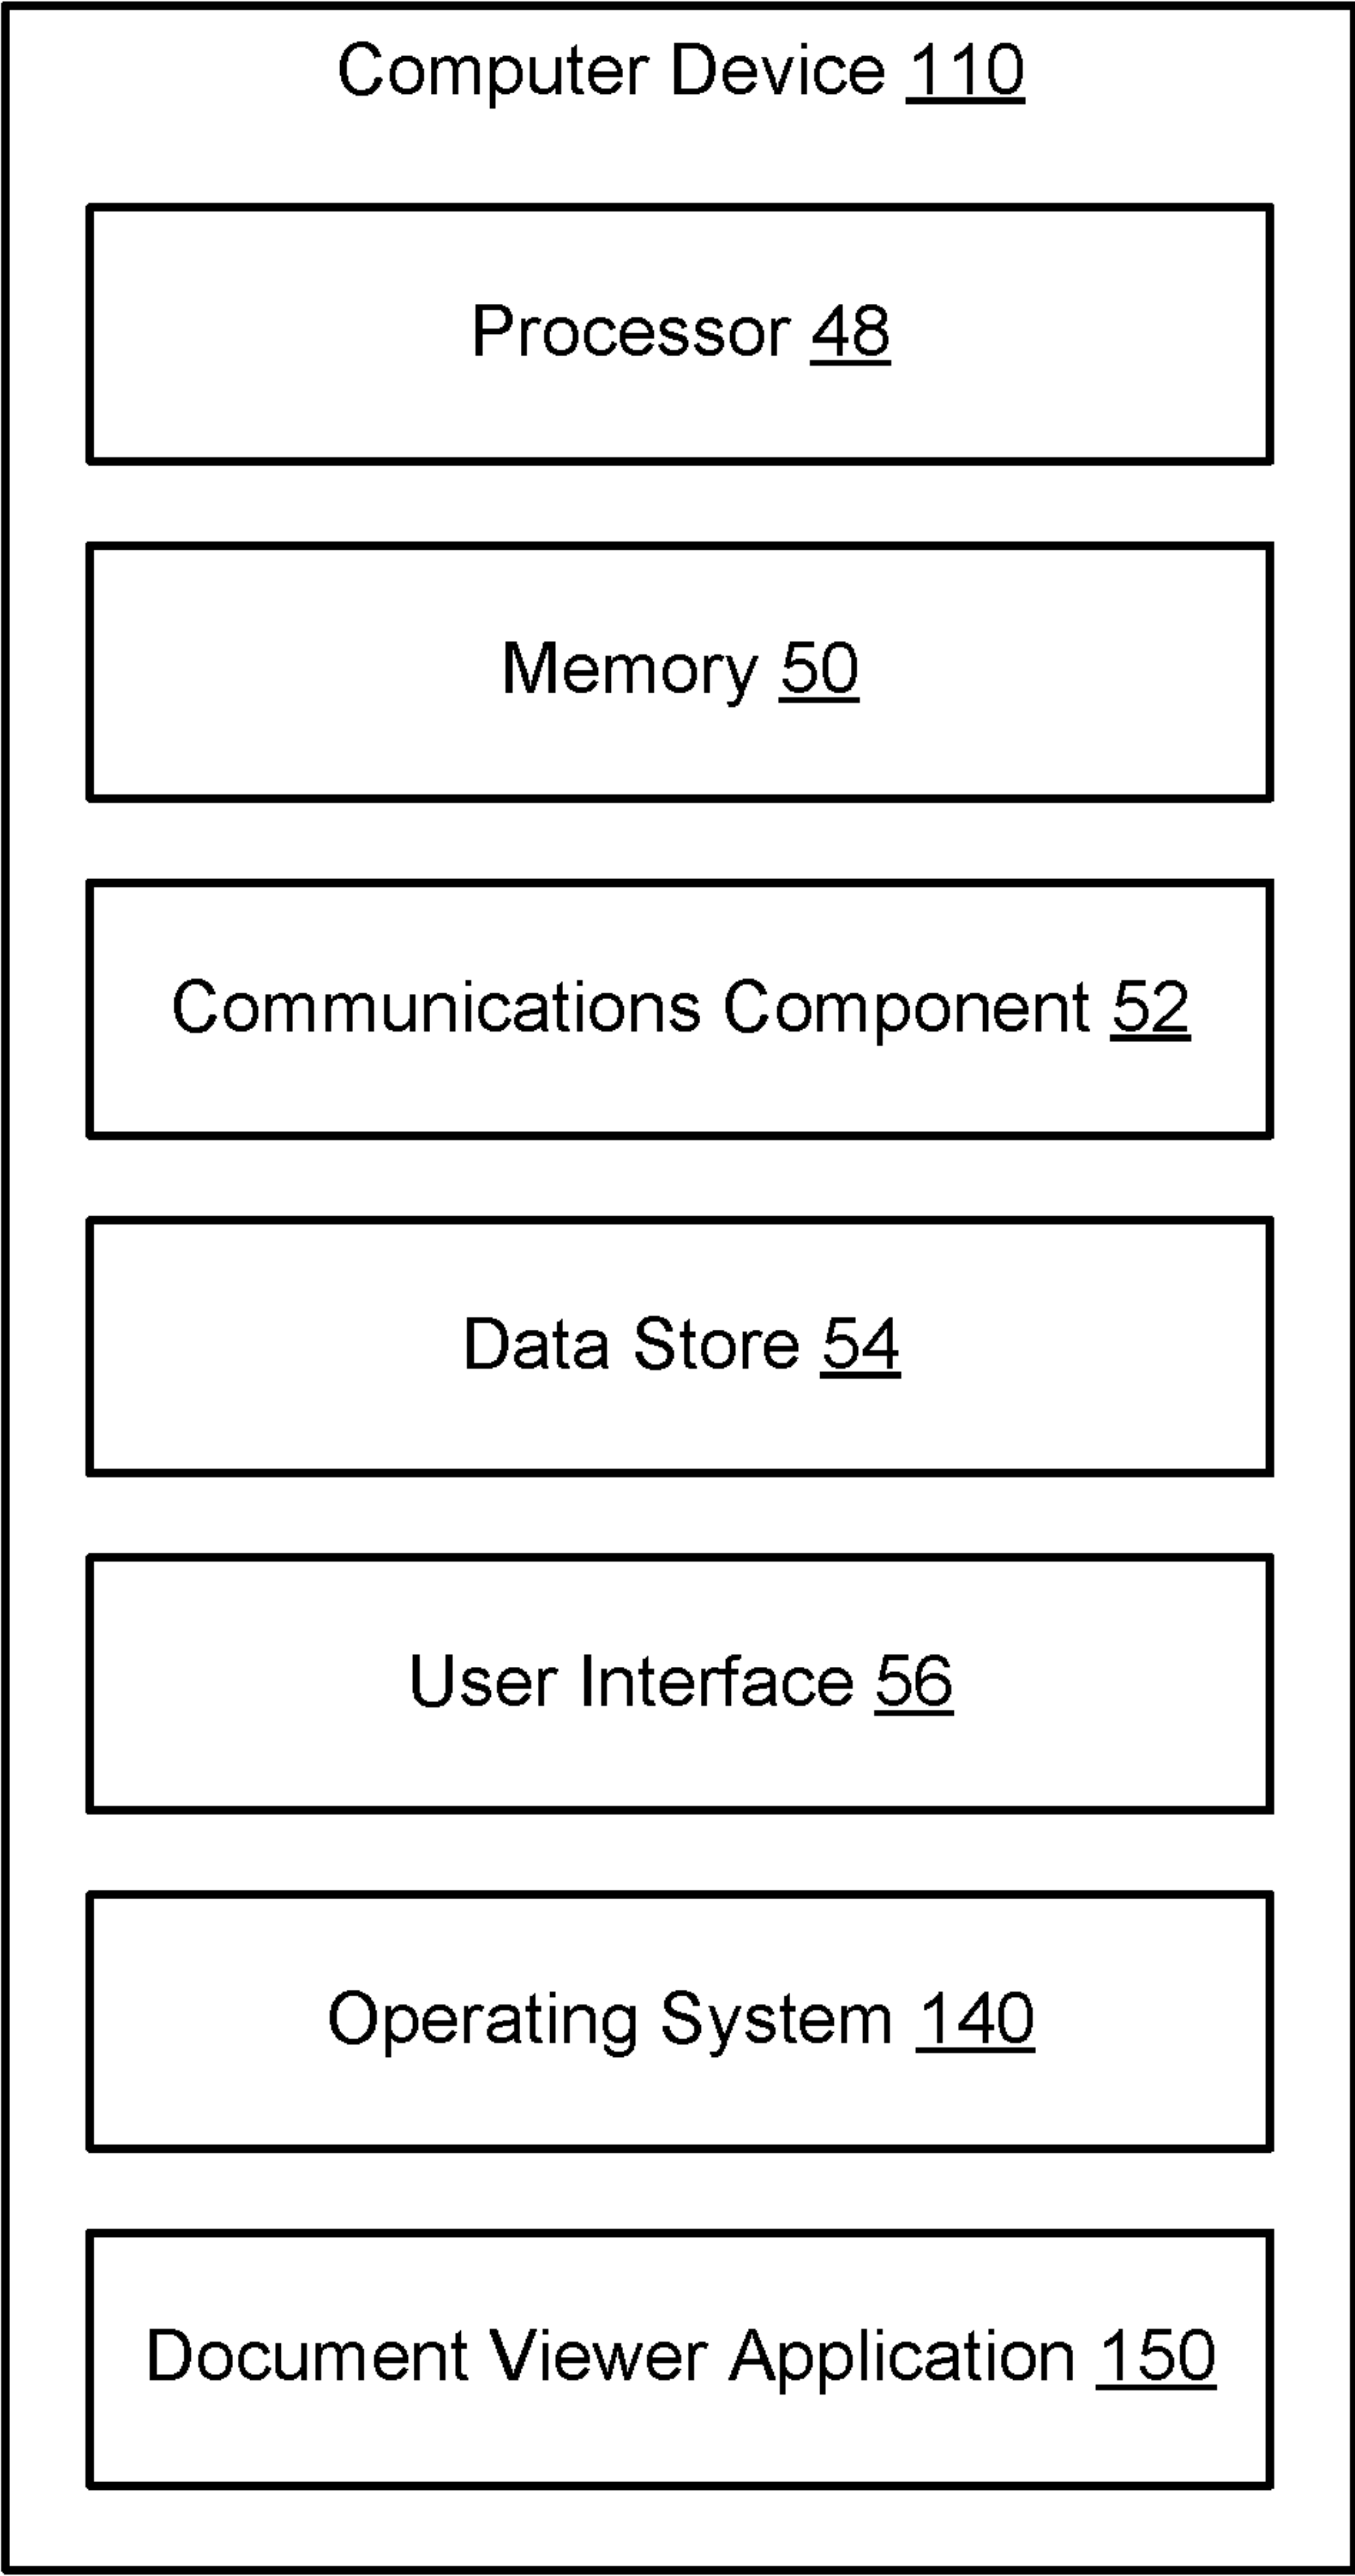 Computer Device 110
Processor 48
Memory 50
Communications Component 52
Data Store 54
User Interface 56
Operating System 140
Document Viewer Application 150